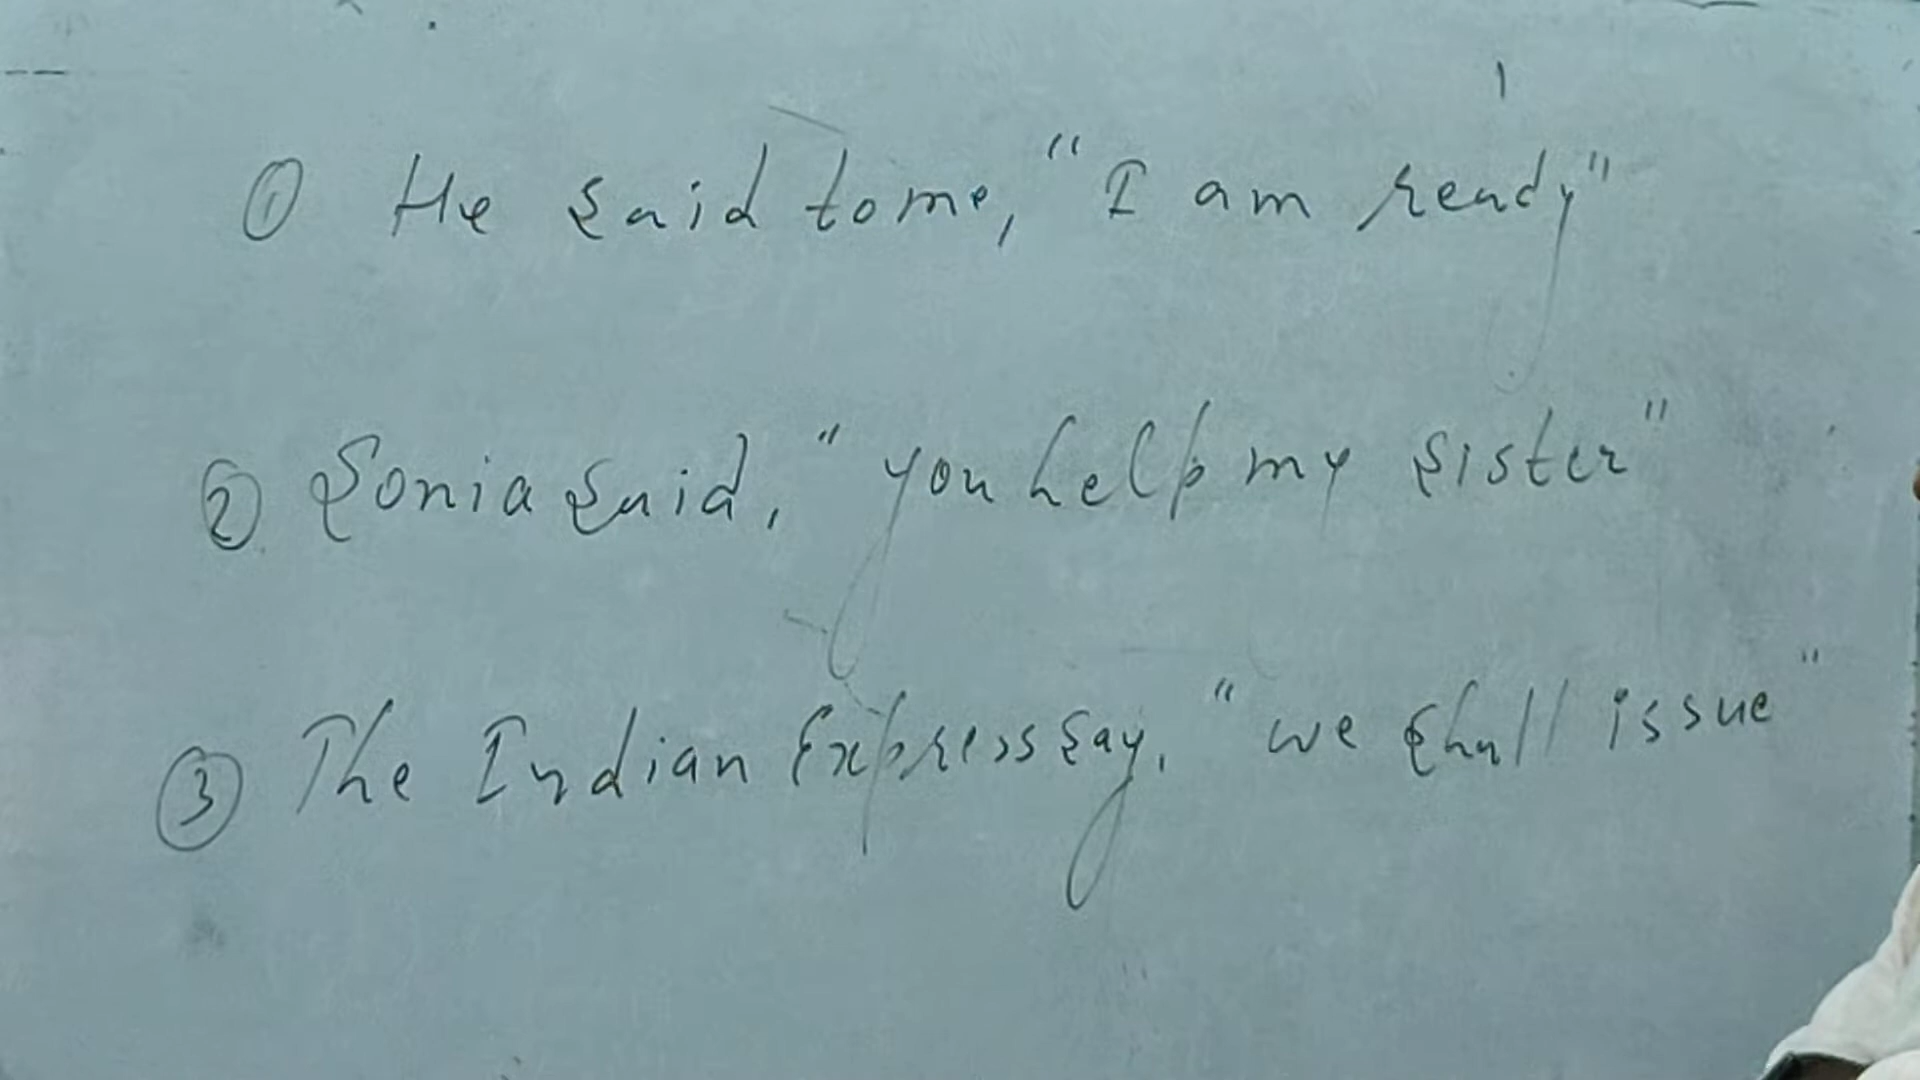 ① He said to me, "I am ready"
② Sonia said, "you help my sister"
③ The Indian Express say, "we shall issue"